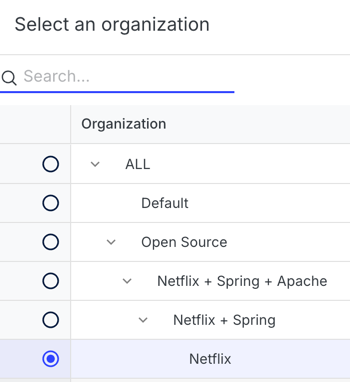 Select an organization
Search...
Organization
ALL
Default
Open Source
Netflix + Spring + Apache
Netflix + Spring
Netflix